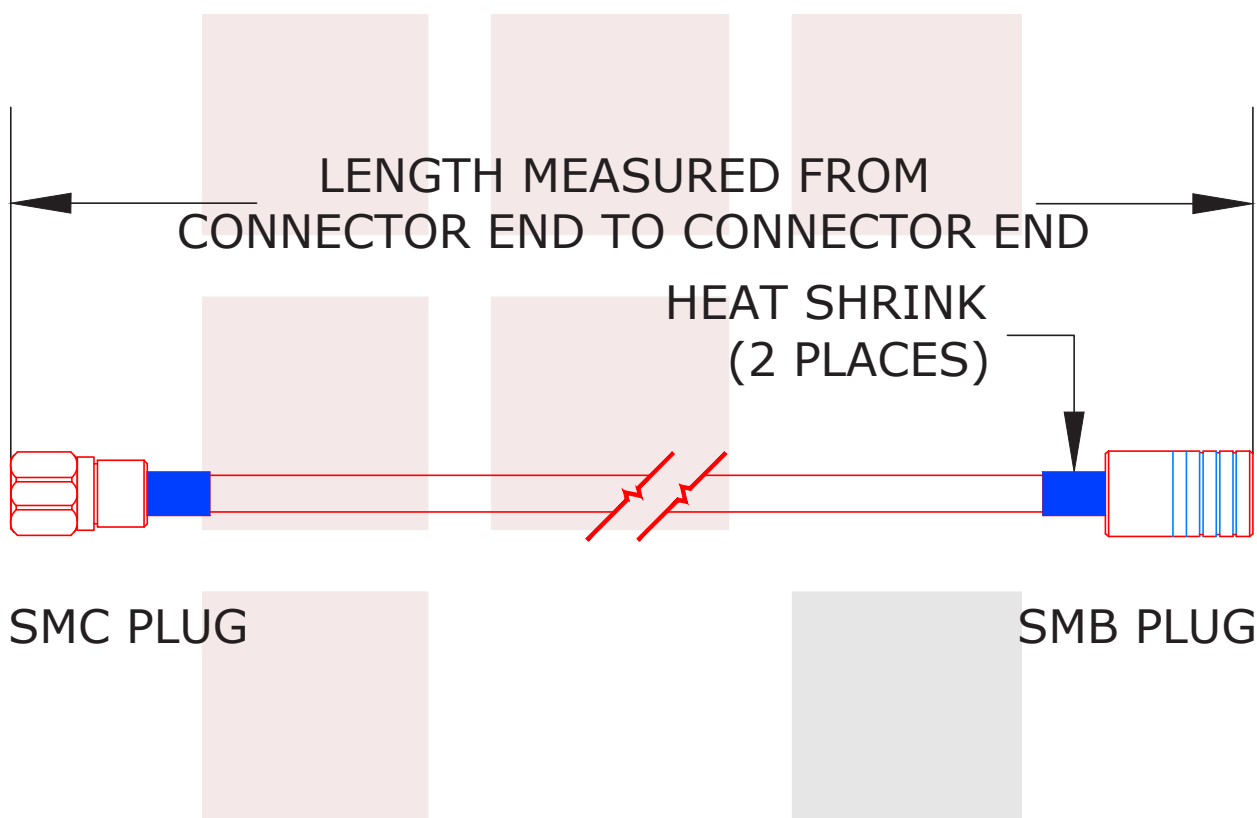 LENGTH MEASURED FROM
CONNECTOR END TO CONNECTOR END
HEAT SHRINK
(2 PLACES)
SMC PLUG
SMB PLUG